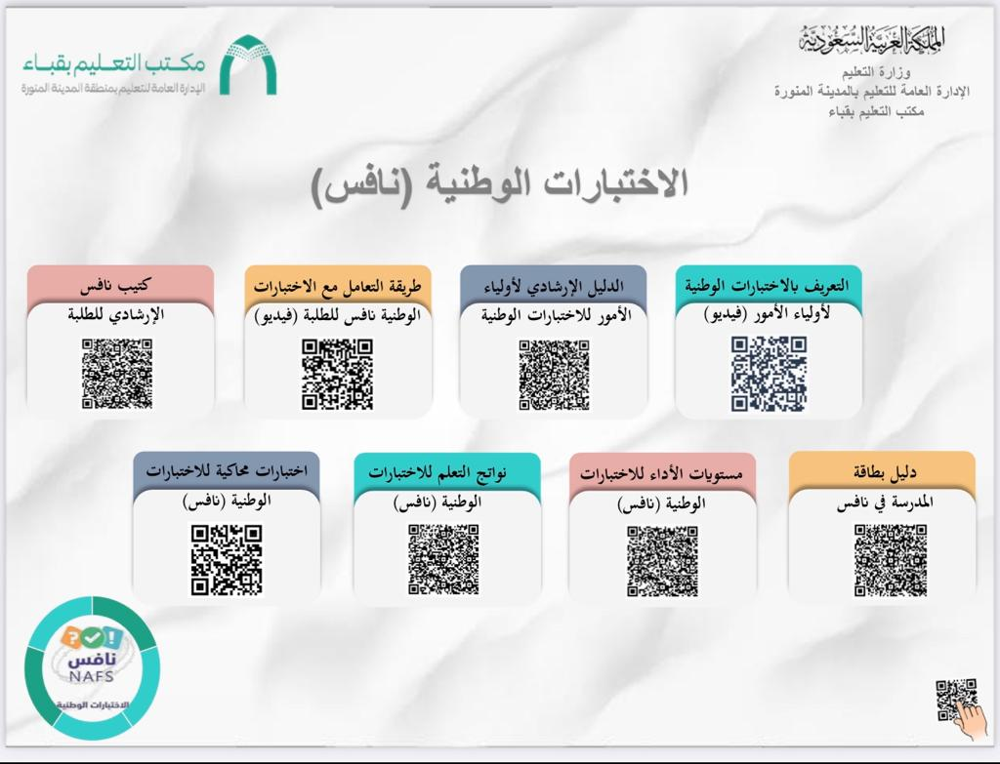 المملكة العربية السعودية
وزارة التعليم
الإدارة العامة للتعليم بالمدينة المنورة
مكتب التعليم بقباء
مكتب التعليم بقباء
الإدارة العامة للتعليم بمنطقة المدينة المنورة
الاختبارات الوطنية (نافس)
التعريف بالاختبارات الوطنية
لأولياء الأمور (فيديو)
الدليل الإرشادي لأولياء
الأمور للاختبارات الوطنية
طريقة التعامل مع الاختبارات
الوطنية نافس للطلبة (فيديو)
كتيب نافس
الإرشادي للطلبة
دليل بطاقة
المدرسة في نافس
مستويات الأداء للاختبارات
الوطنية (نافس)
نواتج التعلم للاختبارات
الوطنية (نافس)
اختبارات محاكية للاختبارات
الوطنية (نافس)
نافس
NAFS
الاختبارات الوطنية